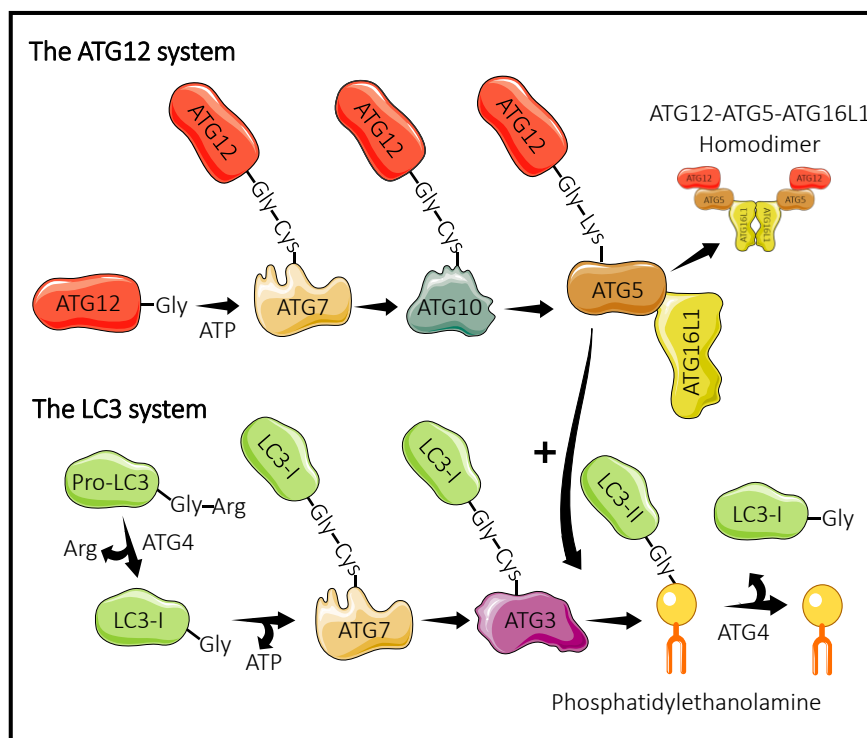 The ATG12 system
ATG12
Gly
ATP
ATG12
Gly-Cys
ATG7
ATG12
Gly-Cys
ATG10
ATG12
Gly-Lys
ATG5
ATG16L1
ATG12-ATG5-ATG16L1
Homodimer
ATG12
ATG5
ATG16L1
ATG16L1
ATG5
ATG12
The LC3 system
Pro-LC3
Gly-Arg
Arg
ATG4
LC3-I
Gly
ATP
LC3-I
Gly-Cys
ATG7
LC3-I
Gly-Cys
ATG3
+
LC3-II
Gly
ATG4
LC3-I
Gly
Phosphatidylethanolamine